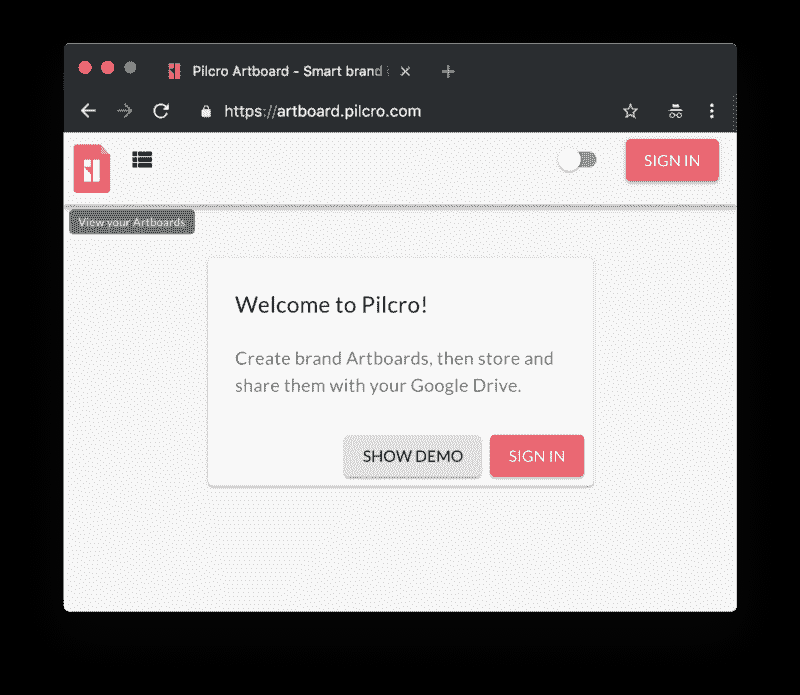 Pilcro Artboard - Smart brand
https://artboard.pilcro.com
SIGN IN
View your Artboards
Welcome to Pilcro!
Create brand Artboards, then store and
share them with your Google Drive.
SHOW DEMO
SIGN IN